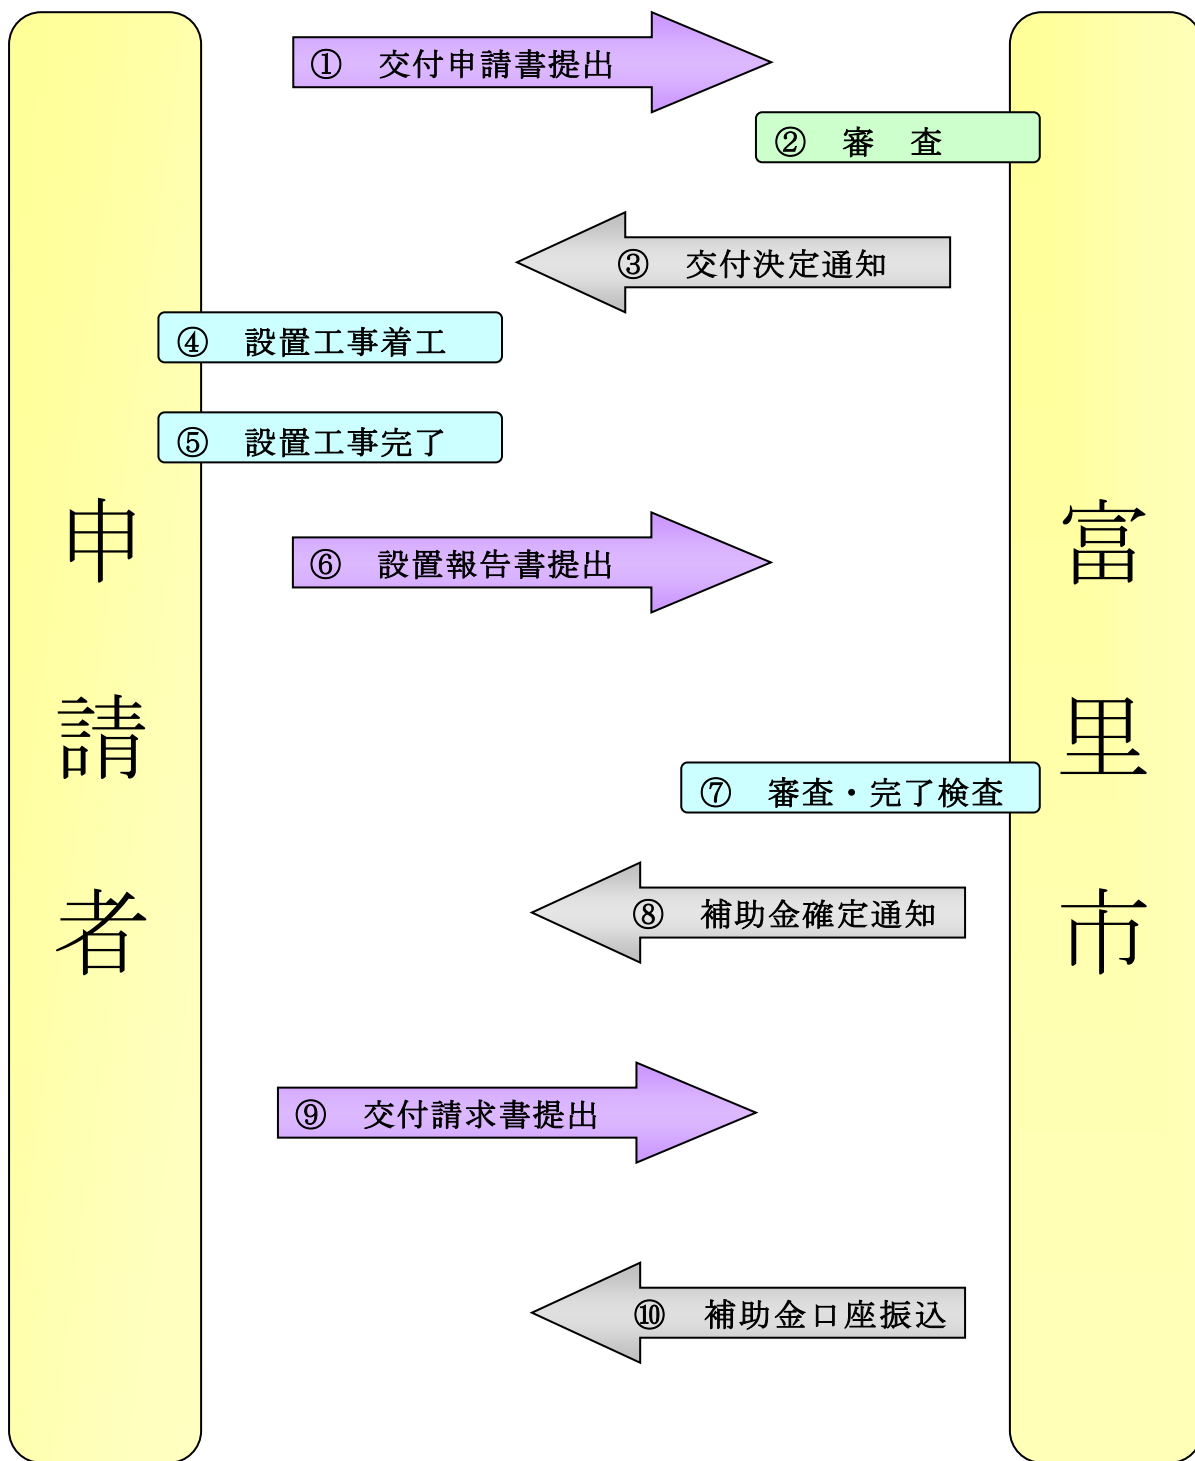 ①　交付申請書提出
②　審　査
③　交付決定通知
④　設置工事着工
⑤　設置工事完了
⑥　設置報告書提出
⑦　審査・完了検査
⑧　補助金確定通知
⑨　交付請求書提出
⑩　補助金口座振込
申請者
富里市